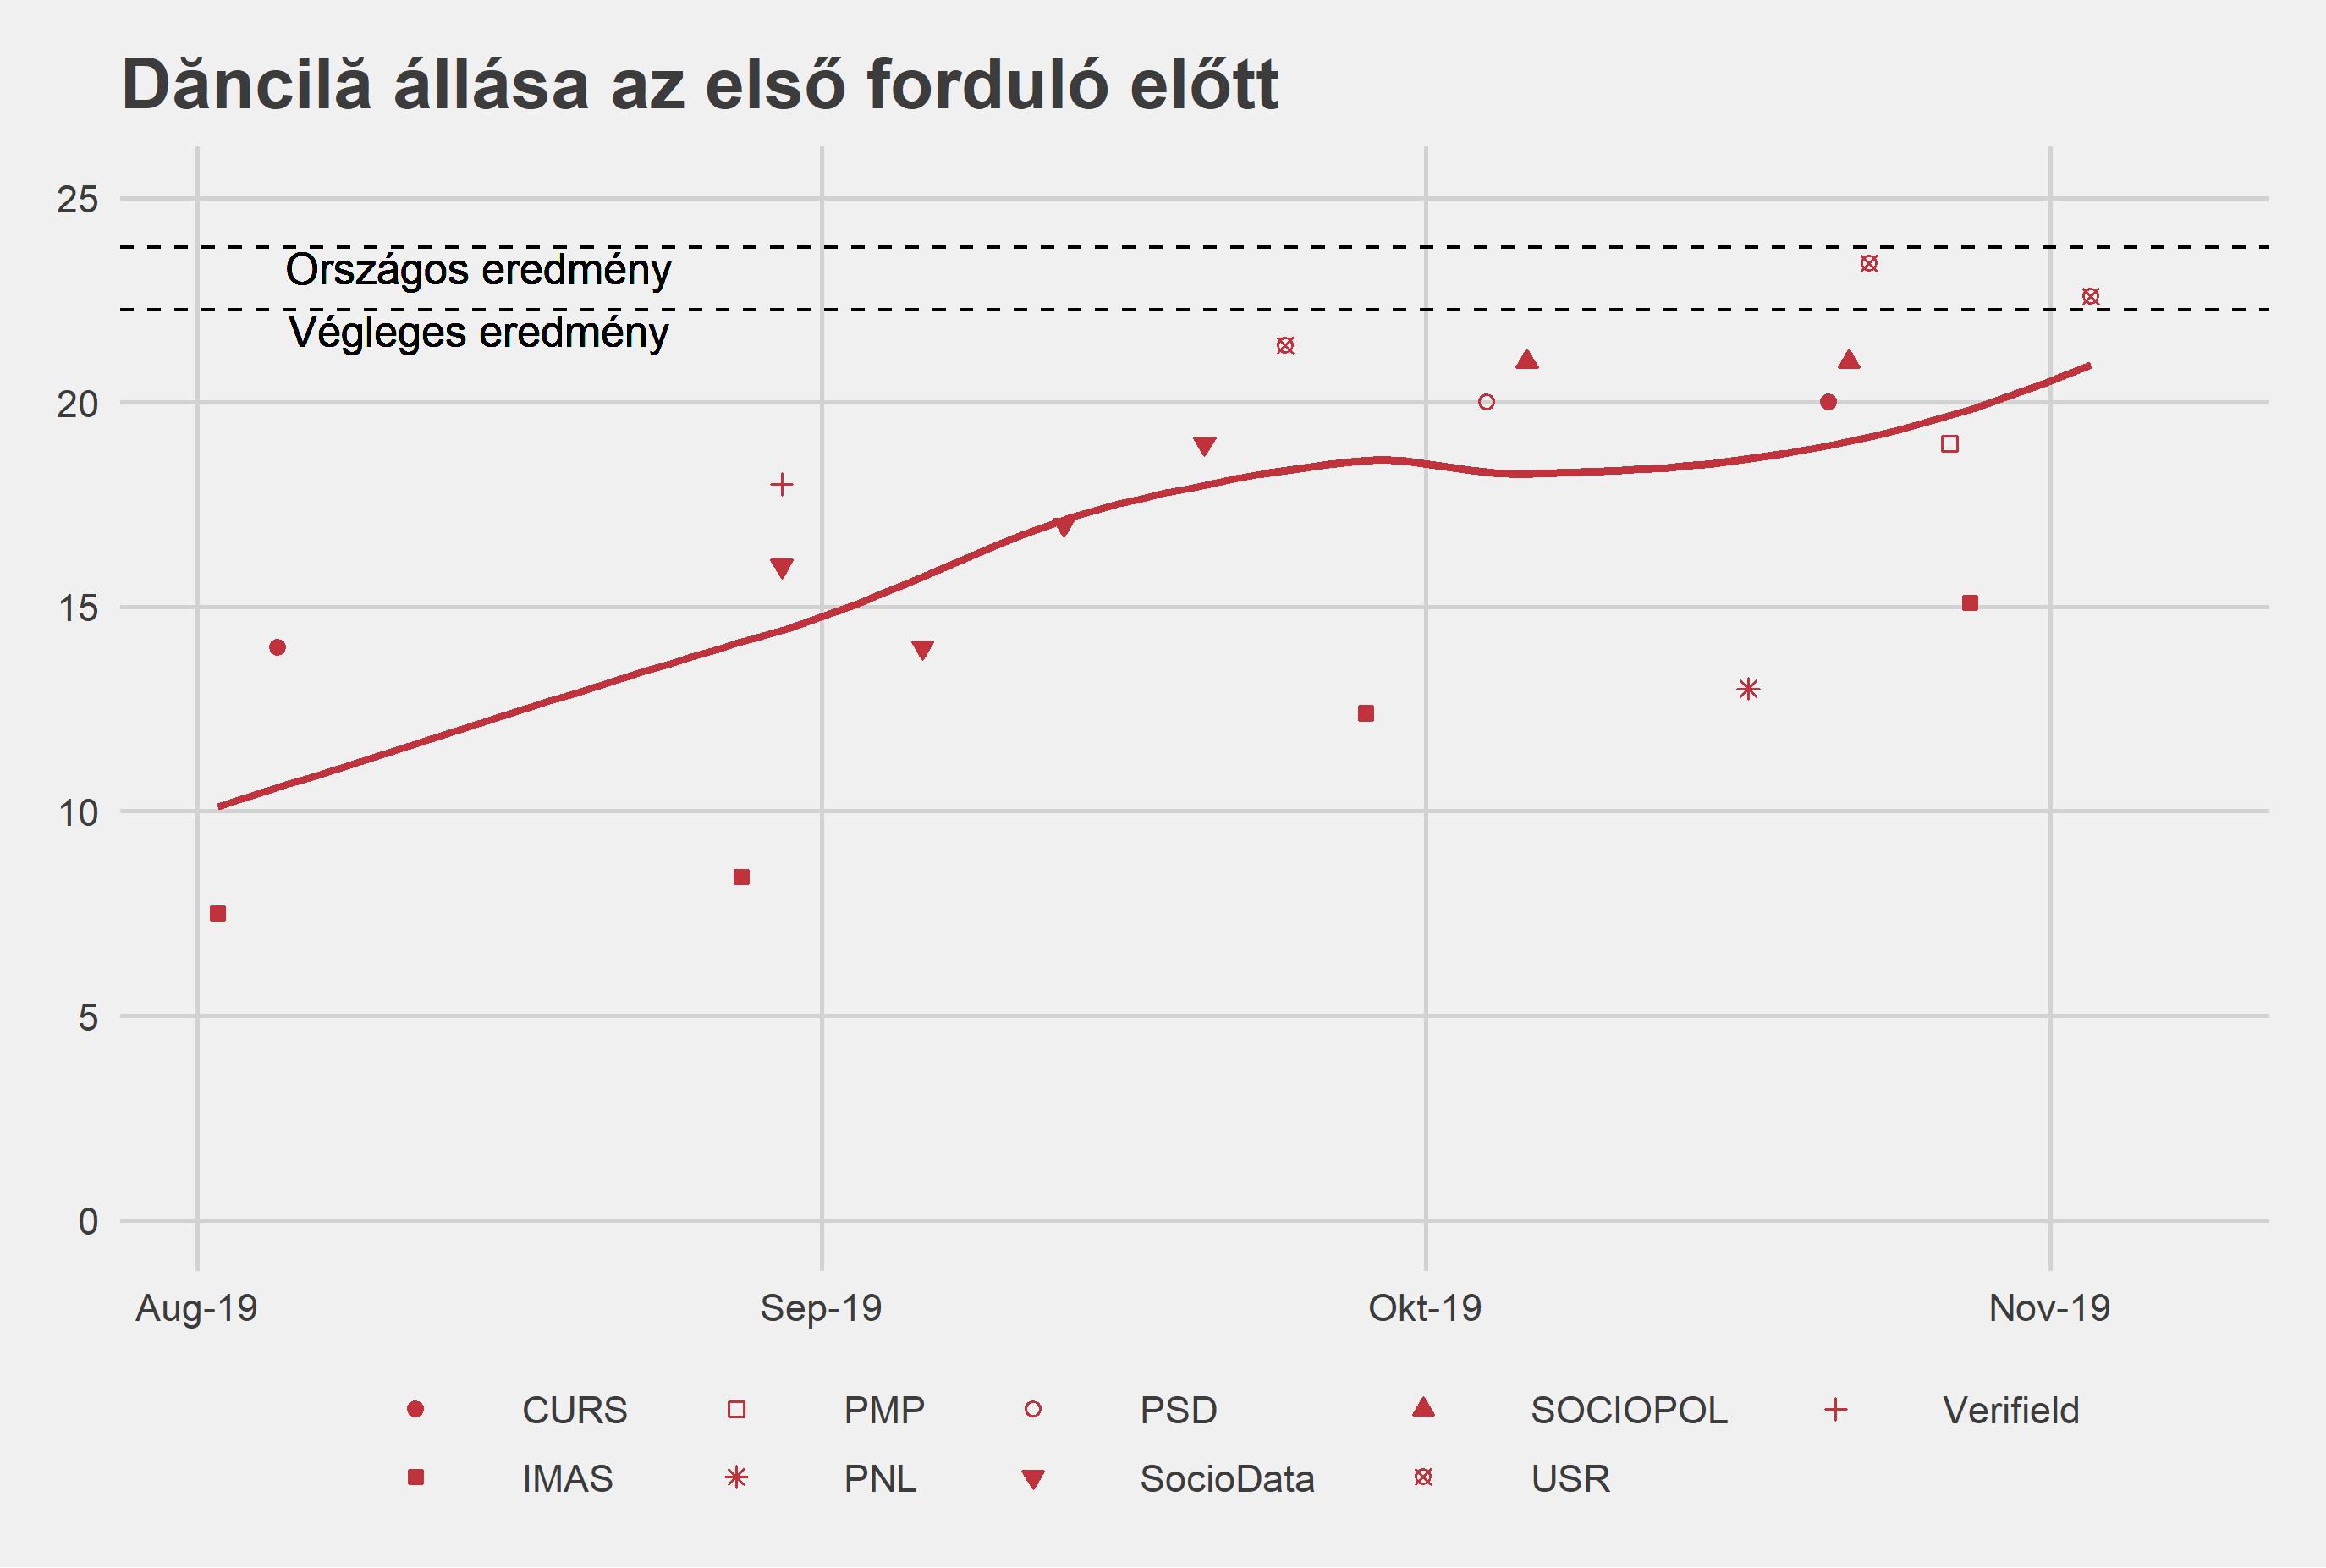 Dăncilă állása az első forduló előtt
25
Országos eredmény
Végleges eredmény
20
15
10
5
0
Aug-19 Sep-19 Okt-19 Nov-19
CURS PMP PSD SOCIOPOL Verifield
IMAS PNL SocioData USR